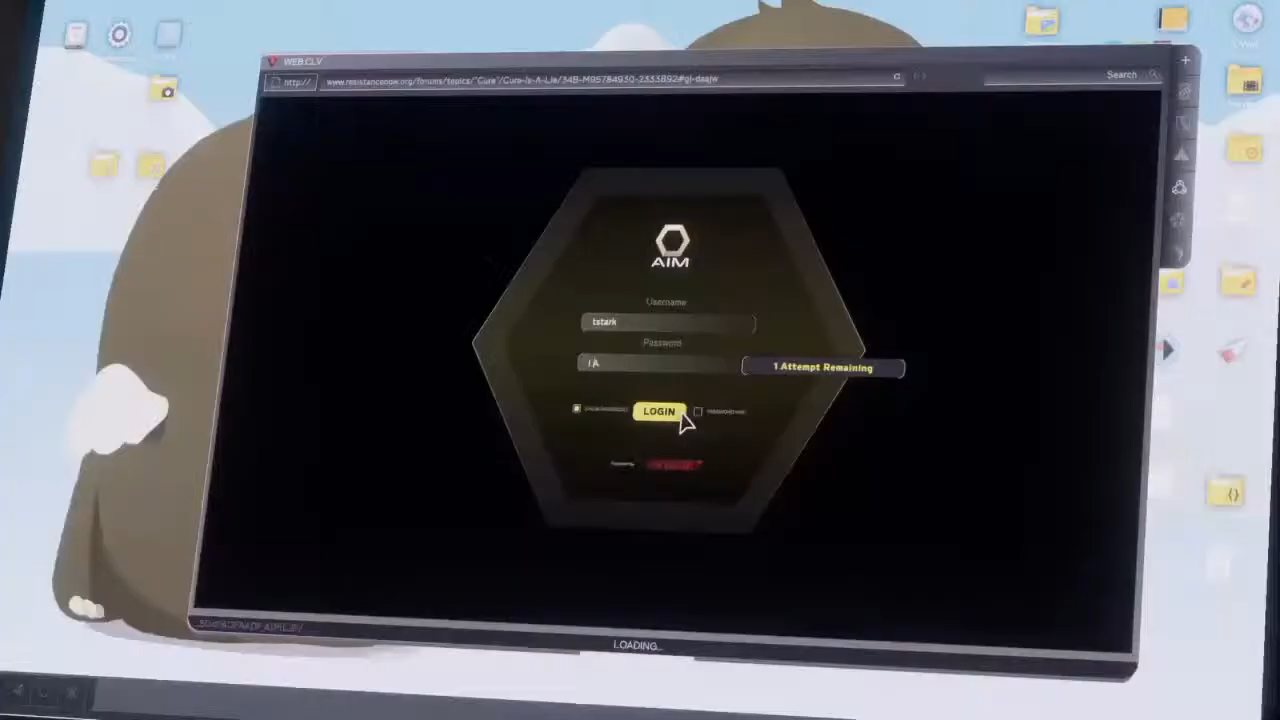 WEB.CLV
http://
www.resistancenow.org/forums/topics/"Cure"/Cure-Is-A-Lie/34B-M95784930-2333892#gl-daajw
Search
AIM
Username
tstark
Password
I A
1 Attempt Remaining
LOGIN
LOADING...